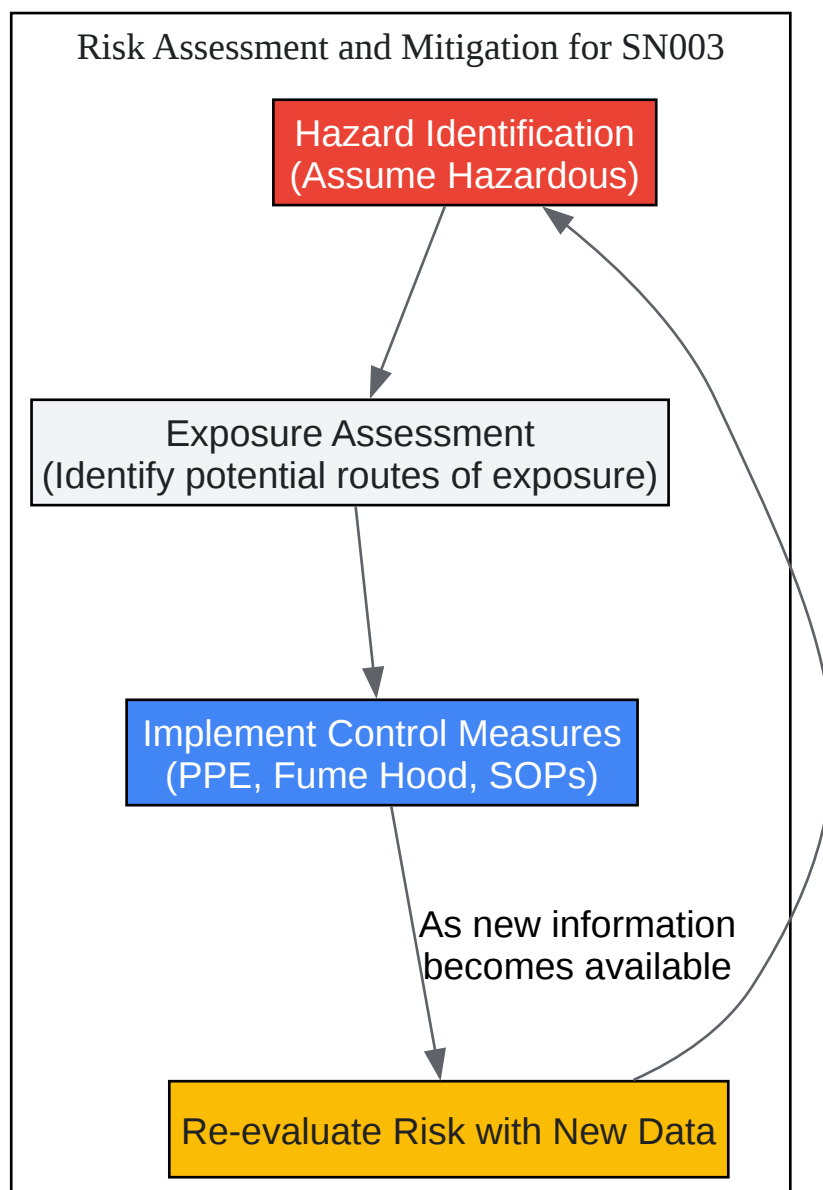 Risk Assessment and Mitigation for SN003
Hazard Identification
(Assume Hazardous)
Exposure Assessment
(Identify potential routes of exposure)
Implement Control Measures
(PPE, Fume Hood, SOPs)
As new information
becomes available
Re-evaluate Risk with New Data